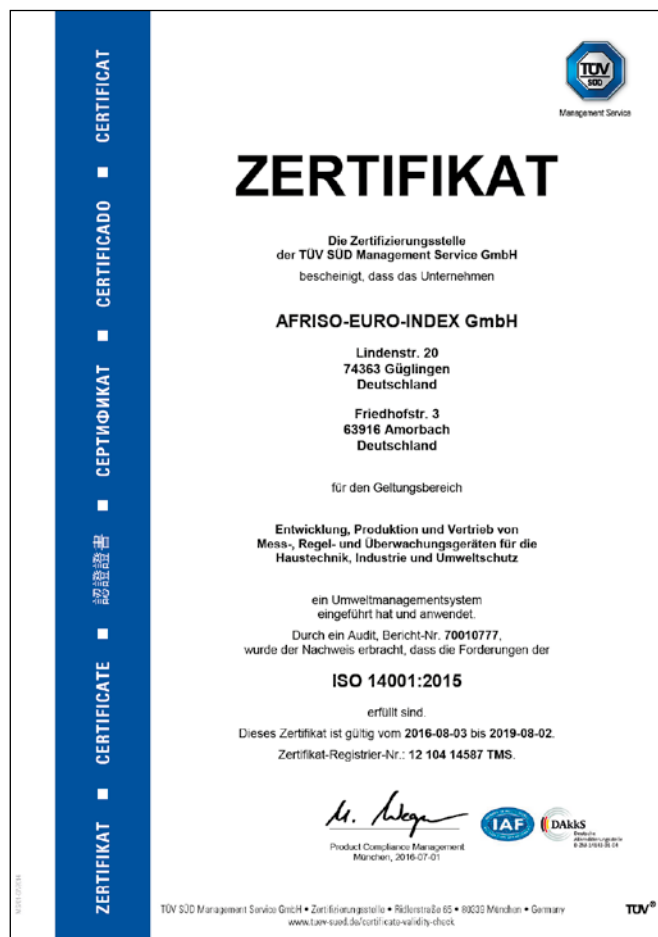 TÜV
SÜD
Management Service
ZERTIFIKAT
Die Zertifizierungsstelle
der TÜV SÜD Management Service GmbH
bescheinigt, dass das Unternehmen
AFRISO-EURO-INDEX GmbH
Lindenstr. 20
74363 Güglingen
Deutschland
Friedhofstr. 3
63916 Amorbach
Deutschland
für den Geltungsbereich
Entwicklung, Produktion und Vertrieb von
Mess-, Regel- und Überwachungsgeräten für die
Haustechnik, Industrie und Umweltschutz
ein Umweltmanagementsystem
eingeführt hat und anwendet.
Durch ein Audit, Bericht-Nr. 70010777,
wurde der Nachweis erbracht, dass die Forderungen der
ISO 14001:2015
erfüllt sind.
Dieses Zertifikat ist gültig vom 2016-08-03 bis 2019-08-02.
Zertifikat-Registrier-Nr.: 12 104 14587 TMS.
Product Compliance Management
München, 2016-07-01
IAF
DAkkS
Deutsche
Akkreditierungsstelle
TÜV SÜD Management Service GmbH • Zertifizierungsstelle • Ridlerstraße 65 • 80339 München • Germany
www.tuev-sued.de/certificate-validity-check
TÜV®
ZERTIFIKAT ■ CERTIFICATE ■ 認證證書 ■ СЕРТИФИКАТ ■ CERTIFICADO ■ CERTIFICAT